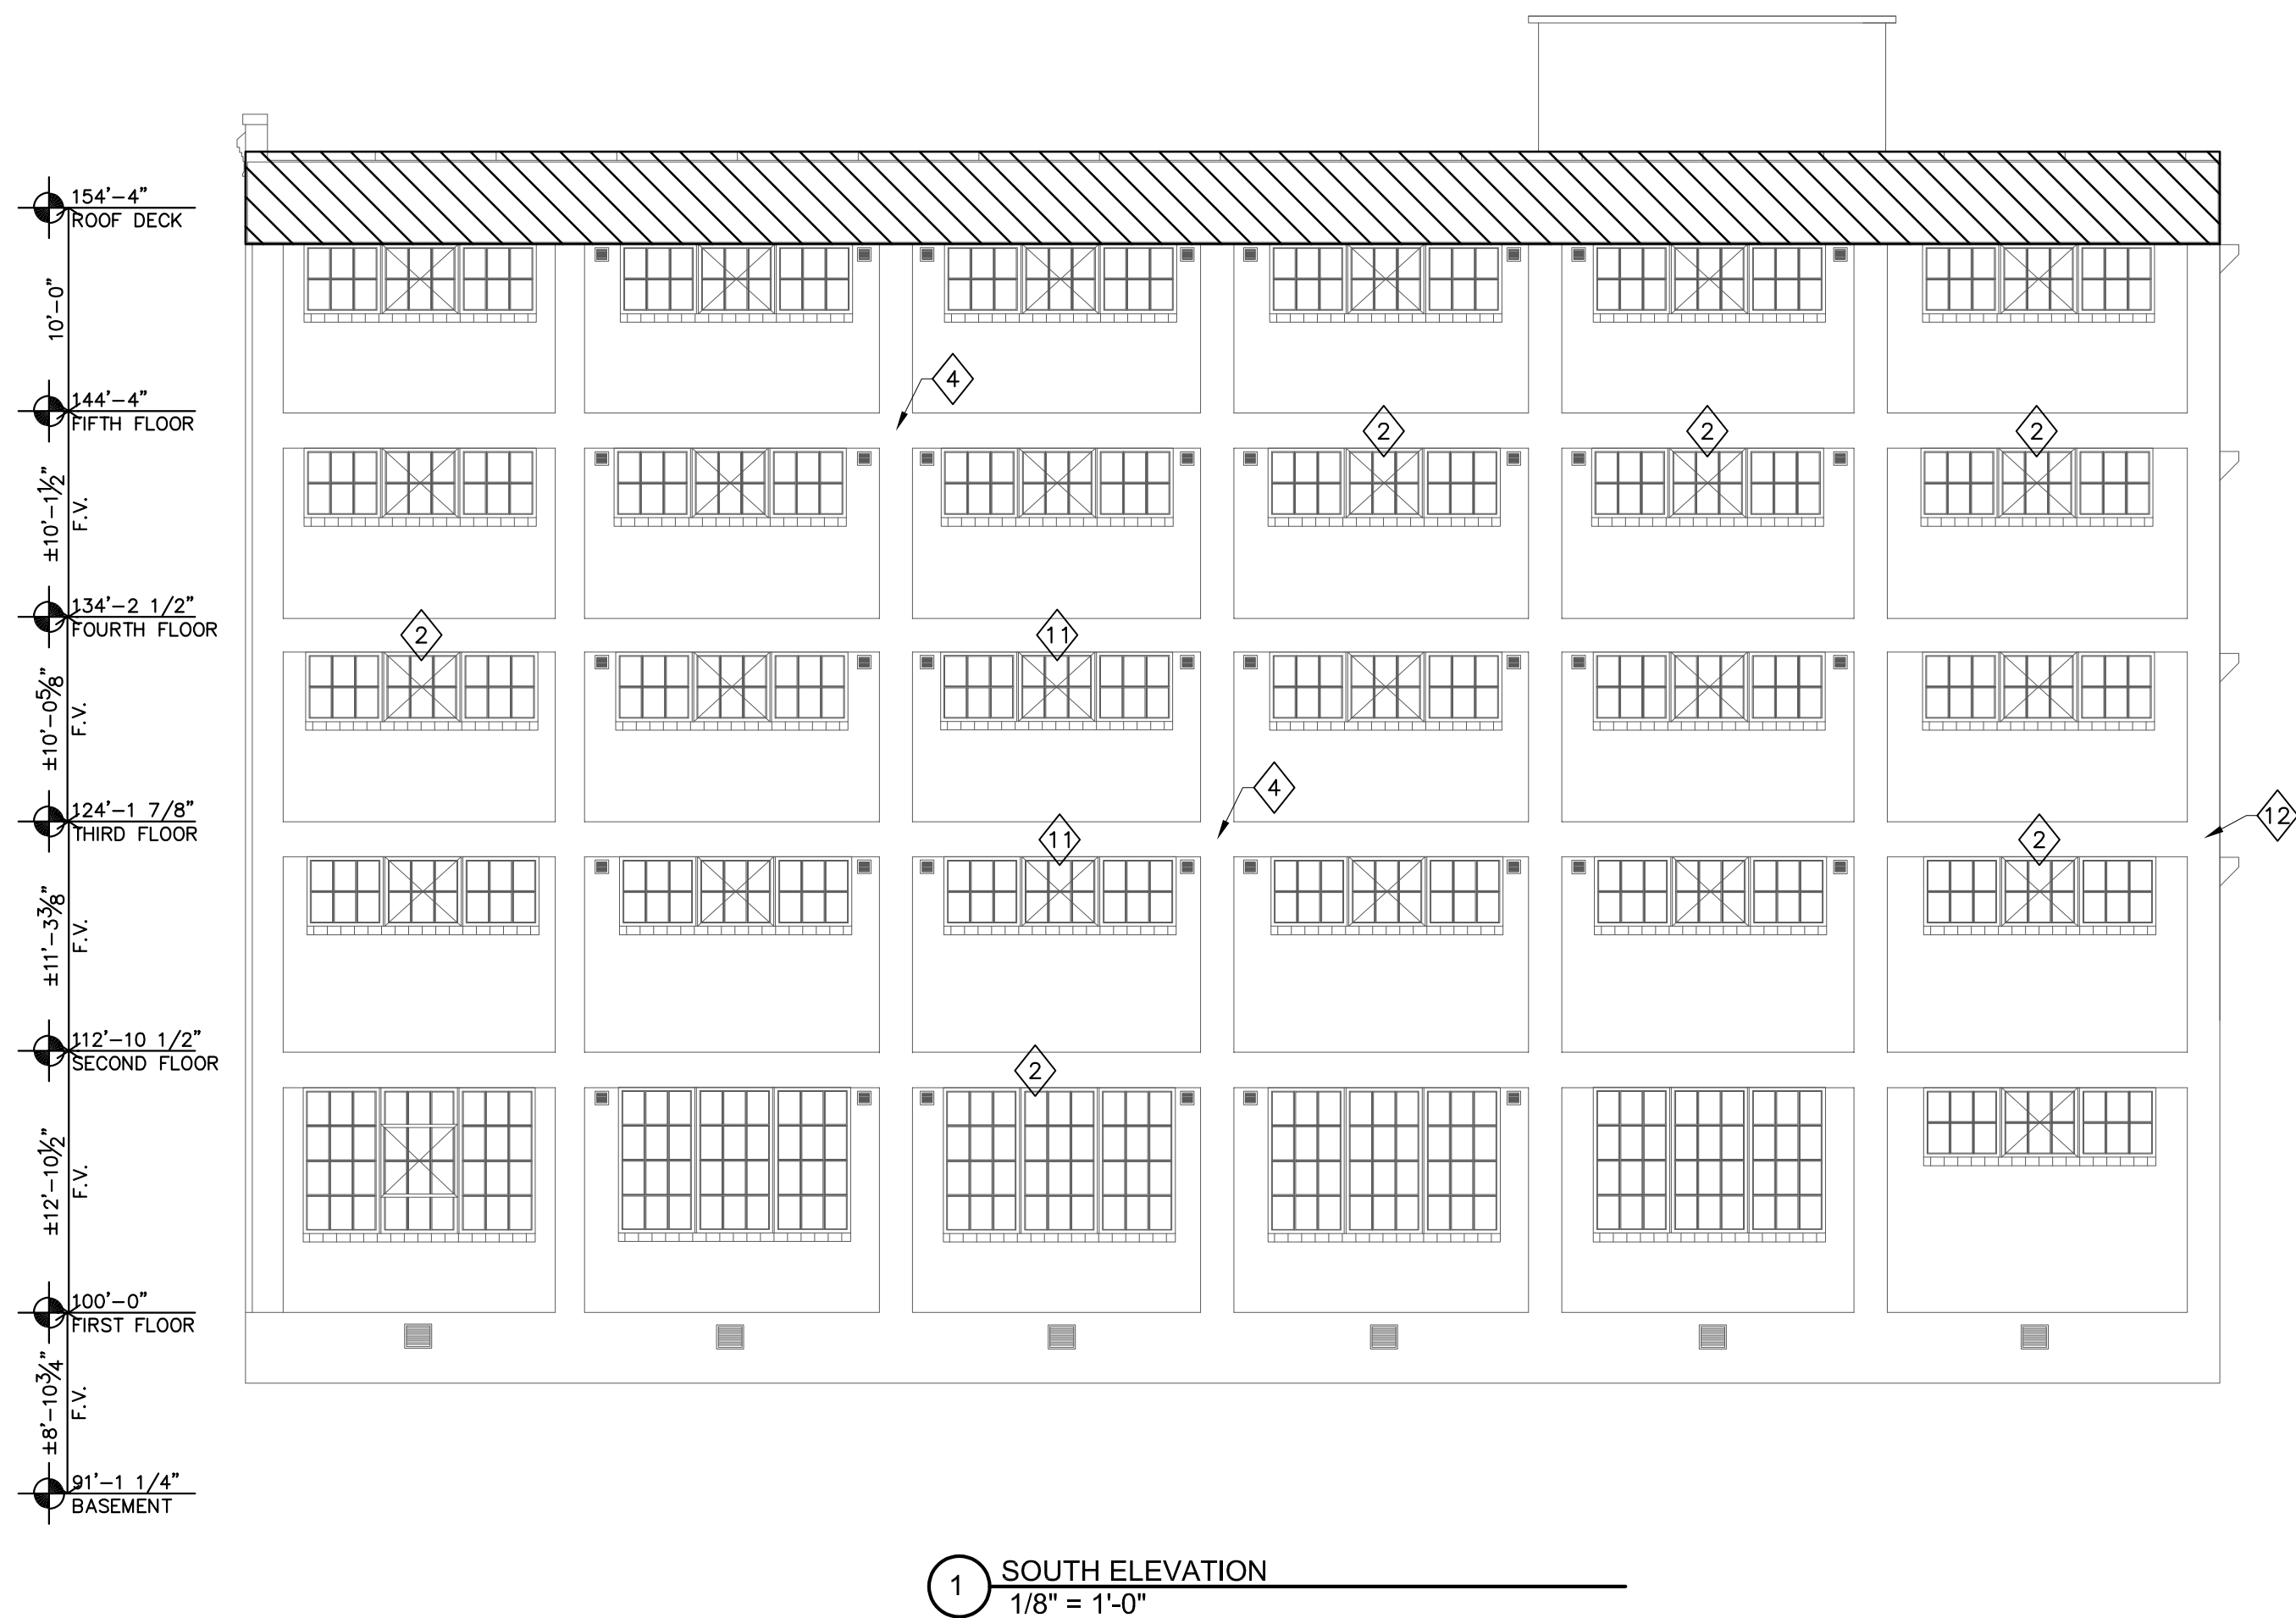 154'-4"
ROOF DECK
10'-0"
4
144'-4"
FIFTH FLOOR
2
2
2
±10'-1½"
F.V.
134'-2 1/2"
FOURTH FLOOR
2
11
±10'-0⅝"
F.V.
4
124'-1 7/8"
THIRD FLOOR
12
11
2
±11'-3⅜"
F.V.
112'-10 1/2"
SECOND FLOOR
2
±12'-10½"
F.V.
100'-0"
FIRST FLOOR
±8'-10¾"
F.V.
91'-1 1/4"
BASEMENT
1
SOUTH ELEVATION
1/8" = 1'-0"